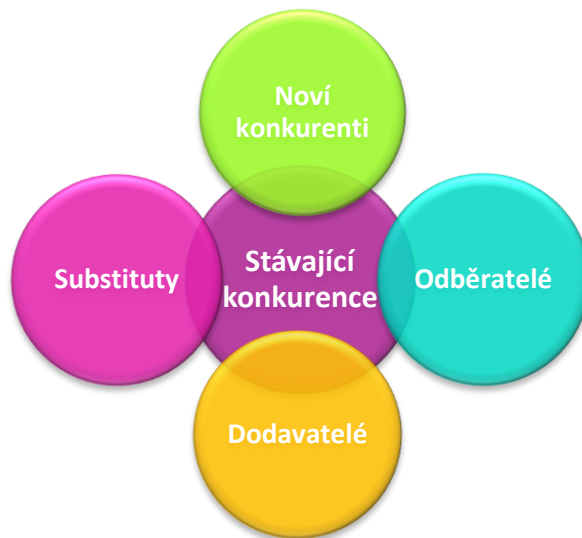 Noví
konkurenti
Substituty
Stávající
konkurence
Odběratelé
Dodavatelé